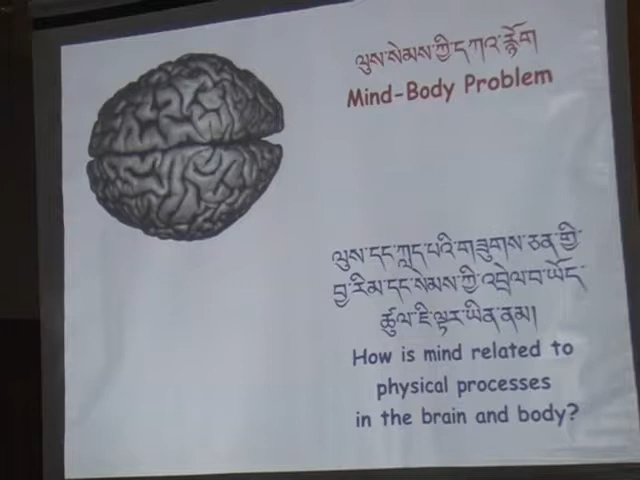 ལུས་སེམས་ཀྱི་དཀའ་རྙོག
Mind-Body Problem
ལུས་དང་ཀླད་པའི་གཟུགས་ཅན་གྱི་
བྱ་རིམ་དང་སེམས་ཀྱི་འབྲེལ་བ་ཡོད་
ཚུལ་ཇི་ལྟར་ཡིན་ནམ།
How is mind related to
physical processes
in the brain and body?